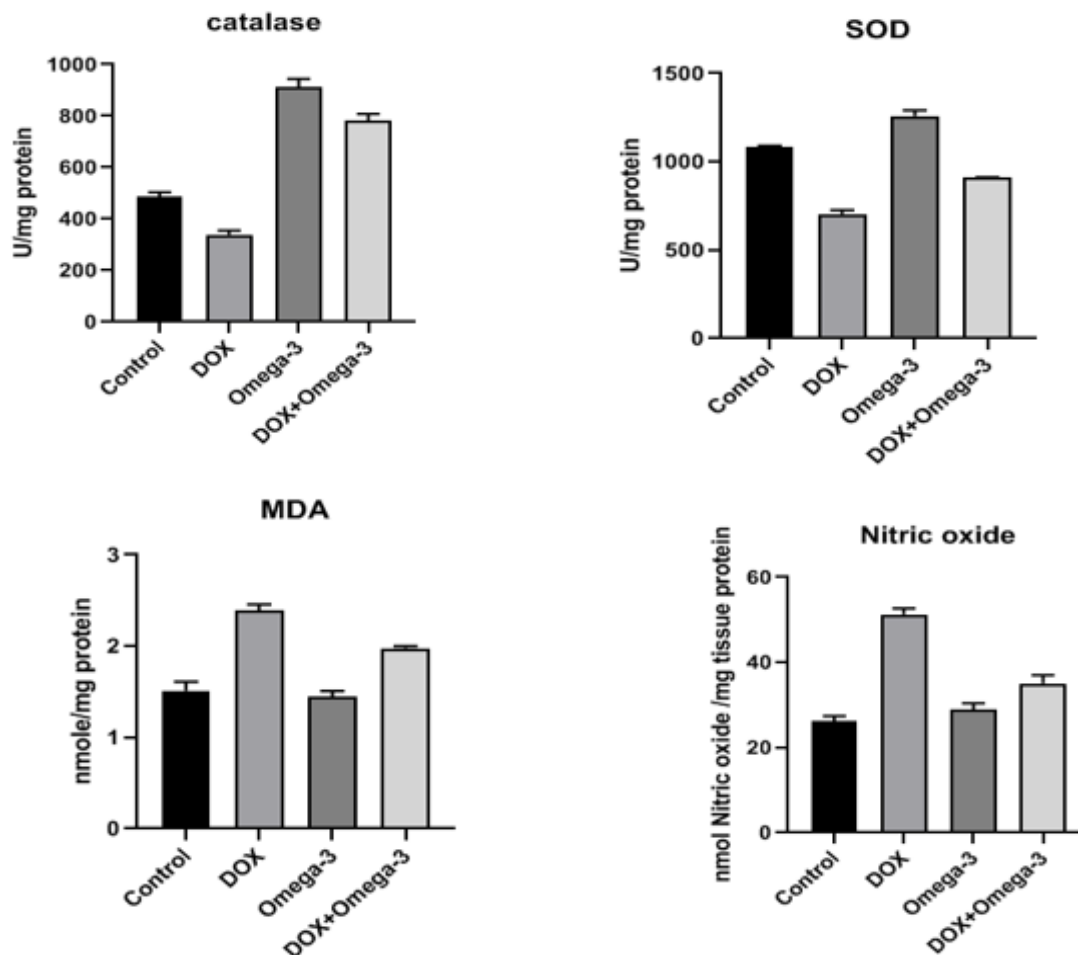 catalase
U/mg protein
1000
800
600
400
200
0
Control
DOX
Omega-3
DOX+Omega-3
SOD
U/mg protein
1500
1000
500
0
Control
DOX
Omega-3
DOX+Omega-3
MDA
nmole/mg protein
3
2
1
0
Control
DOX
Omega-3
DOX+Omega-3
Nitric oxide
nmol Nitric oxide /mg tissue protein
60
40
20
0
Control
DOX
Omega-3
DOX+Omega-3